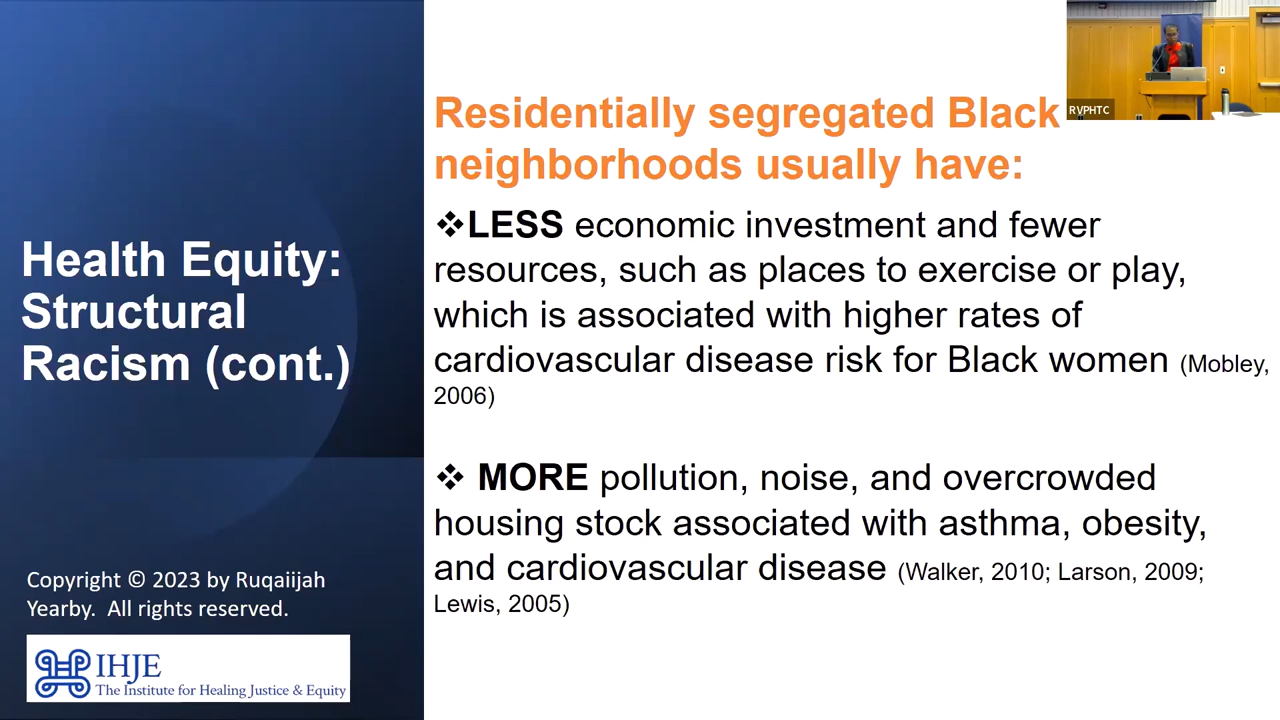 Health Equity:
Structural
Racism (cont.)
Copyright © 2023 by Ruqaiijah
Yearby.  All rights reserved.
IHJE
The Institute for Healing Justice & Equity
Residentially segregated Black
neighborhoods usually have:
❖LESS economic investment and fewer
resources, such as places to exercise or play,
which is associated with higher rates of
cardiovascular disease risk for Black women (Mobley,
2006)
❖ MORE pollution, noise, and overcrowded
housing stock associated with asthma, obesity,
and cardiovascular disease (Walker, 2010; Larson, 2009;
Lewis, 2005)
RVPHTC